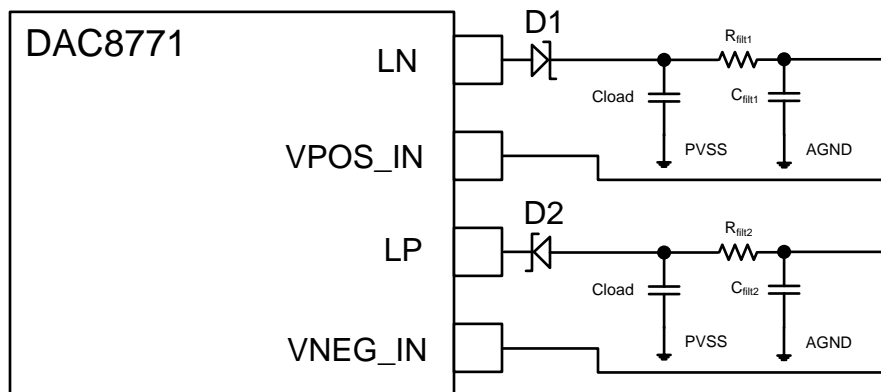 DAC8771
LN
D1
Rfilt1
Cload
Cfilt1
PVSS
AGND
VPOS_IN
LP
D2
Rfilt2
Cload
Cfilt2
PVSS
AGND
VNEG_IN